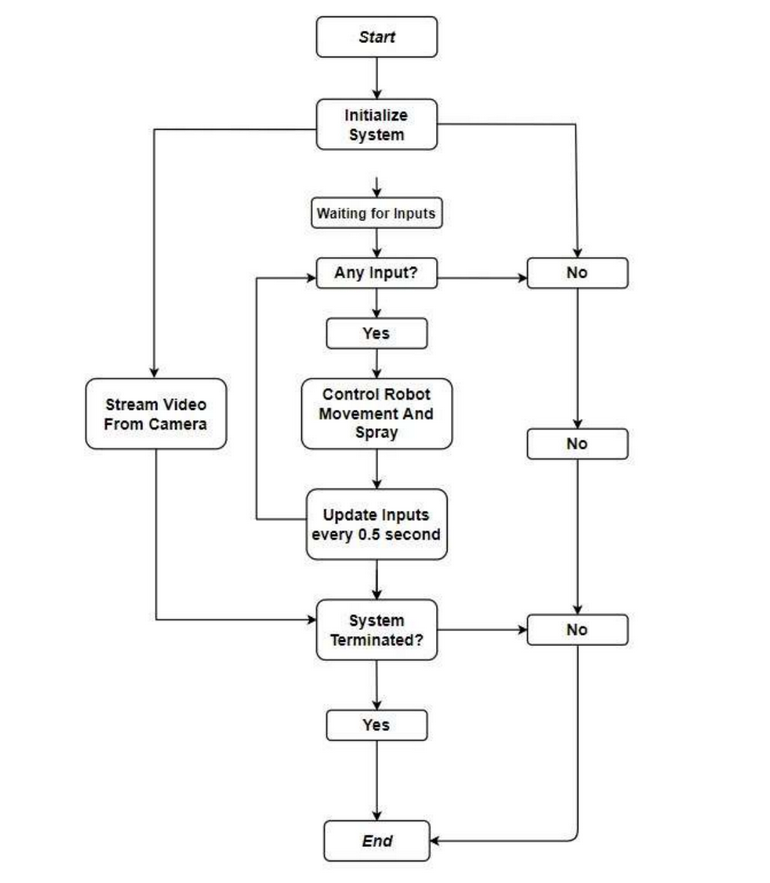 Start
Initialize
System
Waiting for Inputs
Any Input?
No
Yes
Stream Video
From Camera
Control Robot
Movement And
Spray
No
Update Inputs
every 0.5 second
System
Terminated?
No
Yes
End